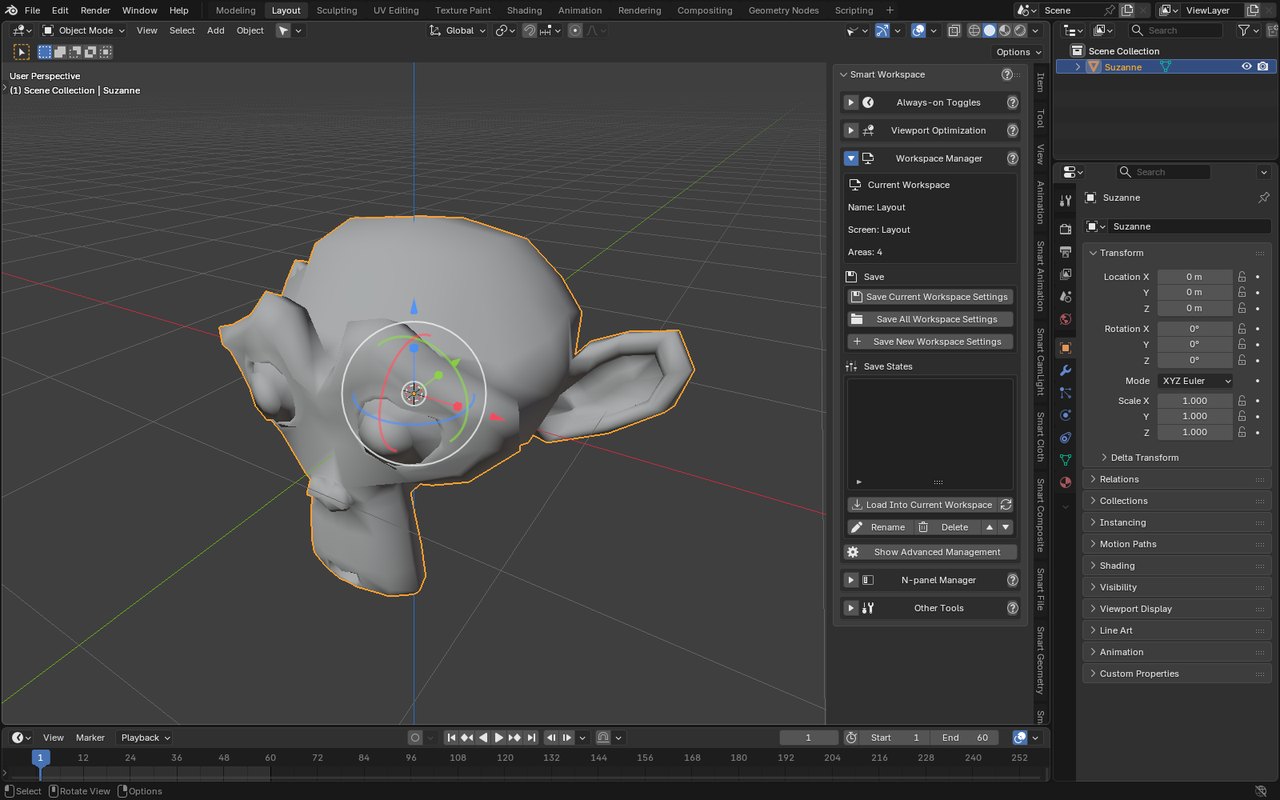 File Edit Render Window Help Layout Modeling Sculpting UV Editing Texture Paint Shading Animation Rendering Compositing Geometry Nodes Scripting + Scene ViewLayer
Object Mode View Select Add Object Global Search
Options
User Perspective
(1) Scene Collection | Suzanne
Smart Workspace
Always-on Toggles
Viewport Optimization
Workspace Manager
Current Workspace
Name: Layout
Screen: Layout
Areas: 4
Save
Save Current Workspace Settings
Save All Workspace Settings
+ Save New Workspace Settings
Save States
Load Into Current Workspace
Rename Delete
Show Advanced Management
N-panel Manager
Other Tools
Item
Tool
View
Animation
Smart Animation
Smart CamLight
Smart Cloth
Smart Composite
Smart File
Smart Geometry
Sm
Scene Collection
Suzanne
Search
Suzanne
Suzanne
Transform
Location X 0 m
Y 0 m
Z 0 m
Rotation X 0°
Y 0°
Z 0°
Mode XYZ Euler
Scale X 1.000
Y 1.000
Z 1.000
Delta Transform
Relations
Collections
Instancing
Motion Paths
Shading
Visibility
Viewport Display
Line Art
Animation
Custom Properties
View Marker Playback 1 Start 1 End 60
1 12 24 36 48 60 72 84 96 108 120 132 144 156 168 180 192 204 216 228 240 252
Select Rotate View Options